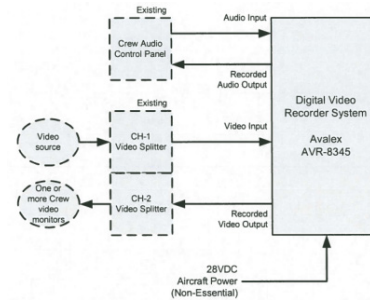 Existing
Audio Input
Crew Audio
Control Panel
Recorded
Audio Output
Existing
Digital Video
Recorder System
Avalex
AVR-8345
Video
source
CH-1
Video Splitter
Video Input
One or
more Crew
video
monitors
CH-2
Video Splitter
Recorded
Video Output
28VDC
Aircraft Power
(Non-Essential)